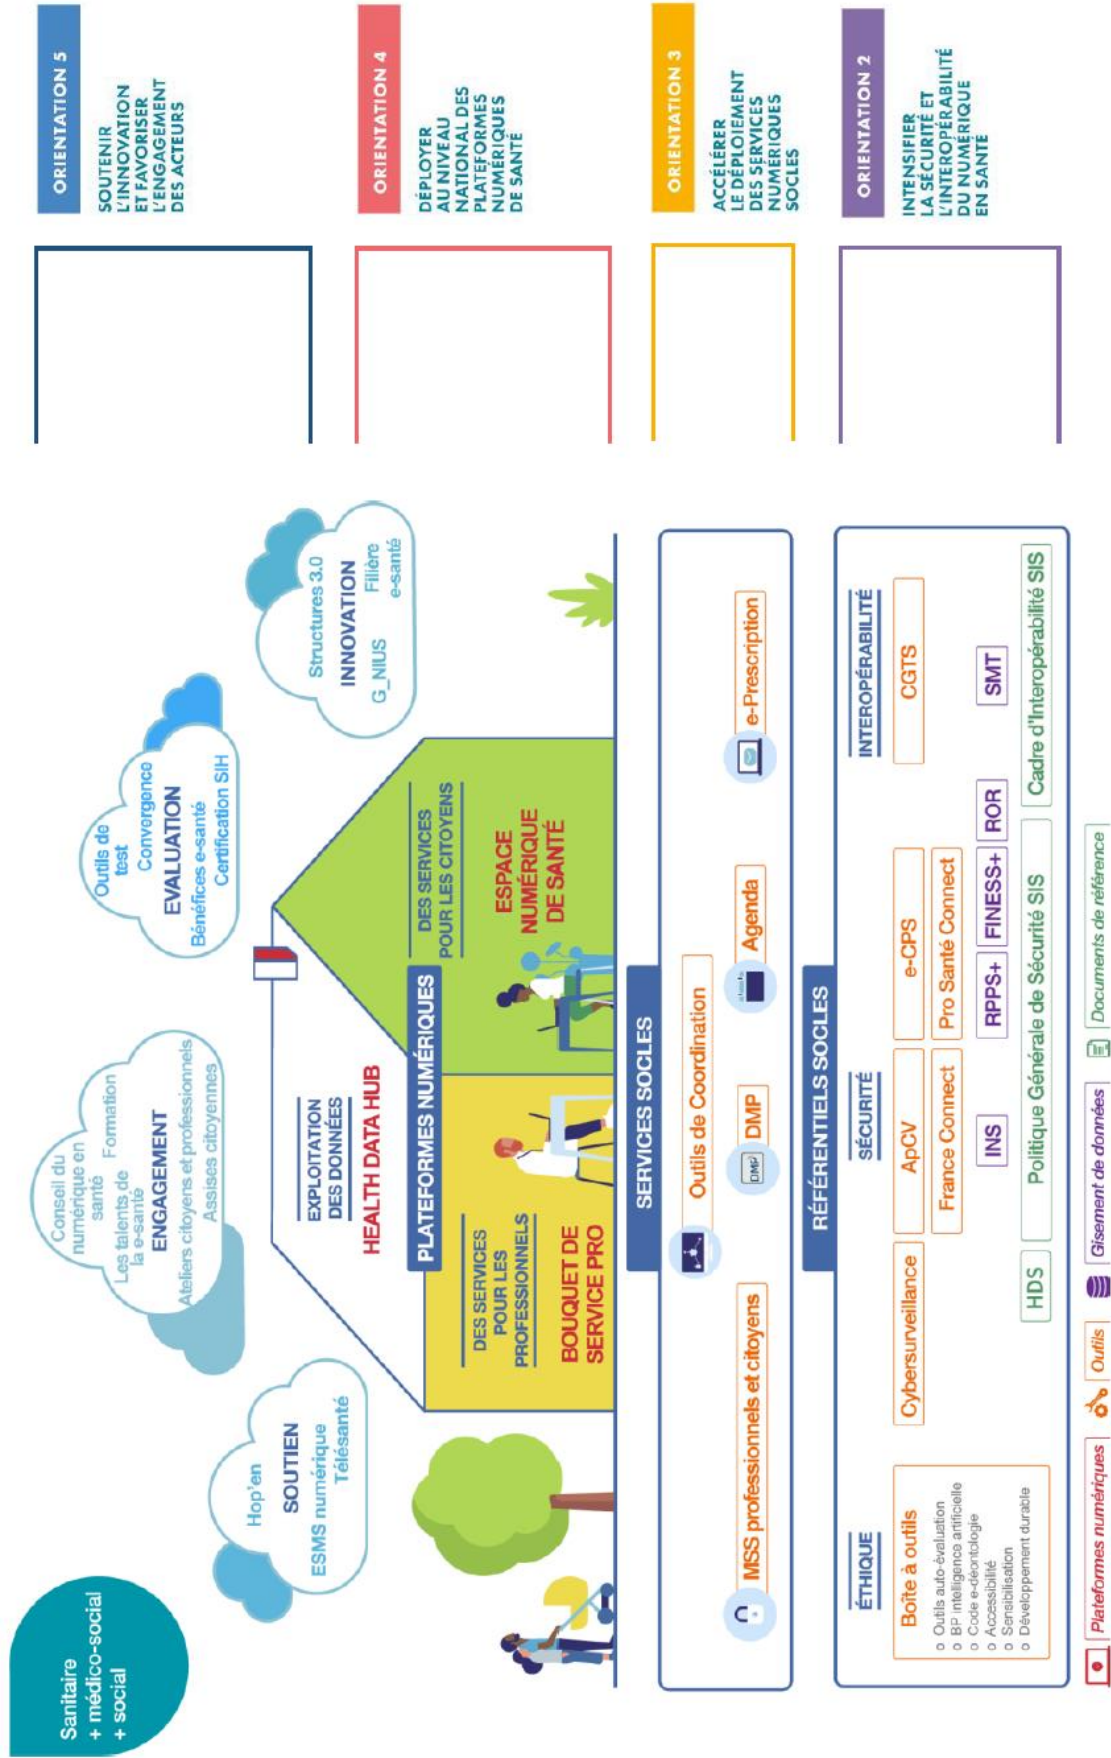 Sanitaire
+ médico-social
+ social
Hop'en
SOUTIEN
ESMS numérique
Télésanté
Conseil du
numérique en
santé
Formation
Les talents de
la e-santé
ENGAGEMENT
Ateliers citoyens et professionnels
Assises citoyennes
Outils de
test
Convergence
EVALUATION
Bénéfices e-santé
Certification SIH
Structures 3.0
INNOVATION
G_NIUS
Filière
e-santé
ORIENTATION 5
SOUTENIR
L'INNOVATION
ET FAVORISER
L'ENGAGEMENT
DES ACTEURS
EXPLOITATION
DES DONNÉES
HEALTH DATA HUB
PLATEFORMES NUMÉRIQUES
DES SERVICES
POUR LES
PROFESSIONNELS
BOUQUET DE
SERVICE PRO
DES SERVICES
POUR LES CITOYENS
ESPACE
NUMÉRIQUE
DE SANTÉ
ORIENTATION 4
DÉPLOYER
AU NIVEAU
NATIONAL DES
PLATEFORMES
NUMÉRIQUES
DE SANTÉ
SERVICES SOCLES
Outils de Coordination
MSS professionnels et citoyens
DMP
DMP
Agenda
e-Prescription
ORIENTATION 3
ACCÉLÉRER
LE DÉPLOIEMENT
DES SERVICES
NUMÉRIQUES
SOCLES
RÉFÉRENTIELS SOCLES
ÉTHIQUE
Boîte à outils
o Outils auto-évaluation
o BP intelligence artificielle
o Code e-déontologie
o Accessibilité
o Sensibilisation
o Développement durable
SÉCURITÉ
Cybersurveillance
ApCV
e-CPS
France Connect
Pro Santé Connect
INTEROPÉRABILITÉ
CGTS
INS
RPPS+
FINESS+
ROR
SMT
HDS
Politique Générale de Sécurité SIS
Cadre d'Interopérabilité SIS
ORIENTATION 2
INTENSIFIER
LA SÉCURITÉ ET
L'INTEROPÉRABILITÉ
DU NUMÉRIQUE
EN SANTÉ
Plateformes numériques
Outils
Gisement de données
Documents de référence